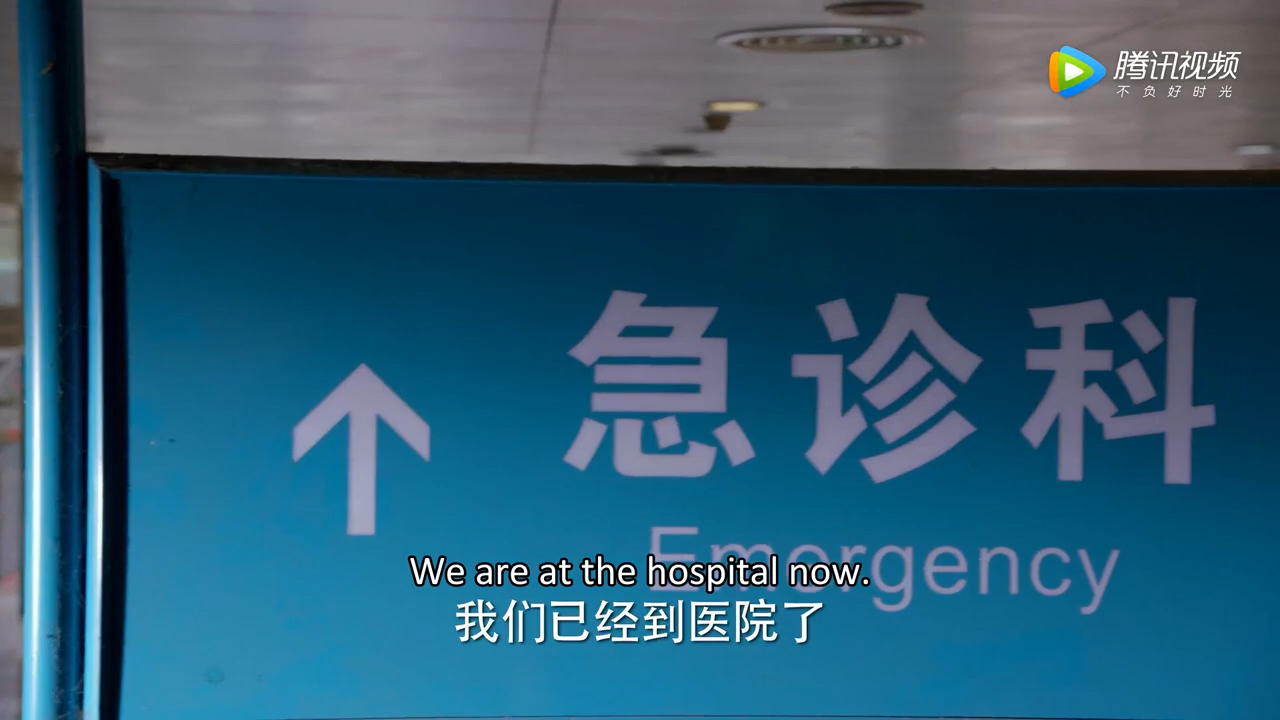 腾讯视频
不负好时光
急诊科
Emergency
We are at the hospital now.
我们已经到医院了